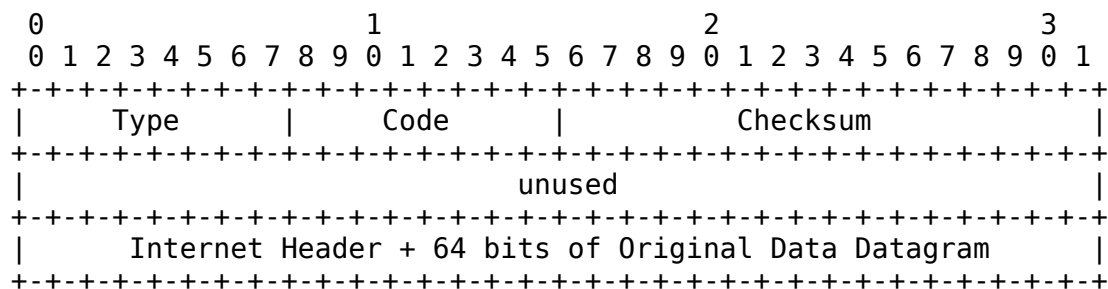 0                   1                   2                   3
 0 1 2 3 4 5 6 7 8 9 0 1 2 3 4 5 6 7 8 9 0 1 2 3 4 5 6 7 8 9 0 1
+-+-+-+-+-+-+-+-+-+-+-+-+-+-+-+-+-+-+-+-+-+-+-+-+-+-+-+-+-+-+-+-+
|     Type      |     Code      |          Checksum             |
+-+-+-+-+-+-+-+-+-+-+-+-+-+-+-+-+-+-+-+-+-+-+-+-+-+-+-+-+-+-+-+-+
|                             unused                            |
+-+-+-+-+-+-+-+-+-+-+-+-+-+-+-+-+-+-+-+-+-+-+-+-+-+-+-+-+-+-+-+-+
|      Internet Header + 64 bits of Original Data Datagram      |
+-+-+-+-+-+-+-+-+-+-+-+-+-+-+-+-+-+-+-+-+-+-+-+-+-+-+-+-+-+-+-+-+